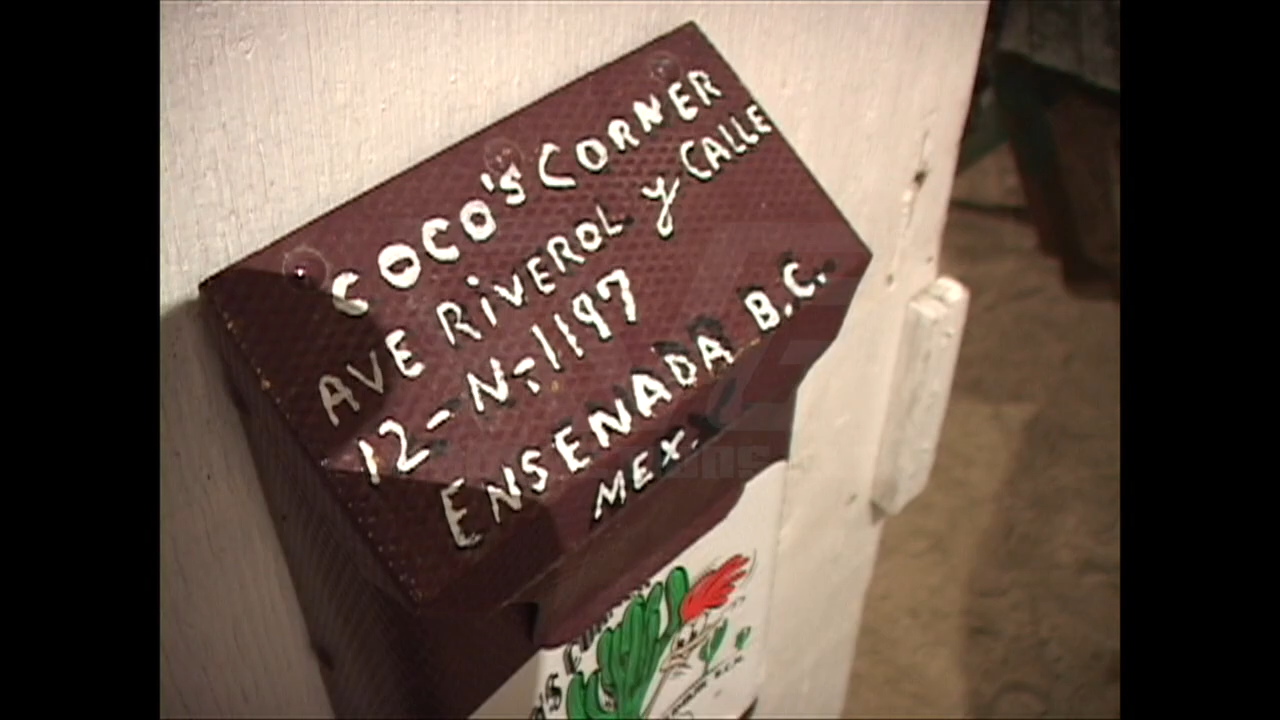 COCO'S CORNER
AVE RIVEROL y CALLE
12-N-1197
ENSENADA B.C.
MEX.